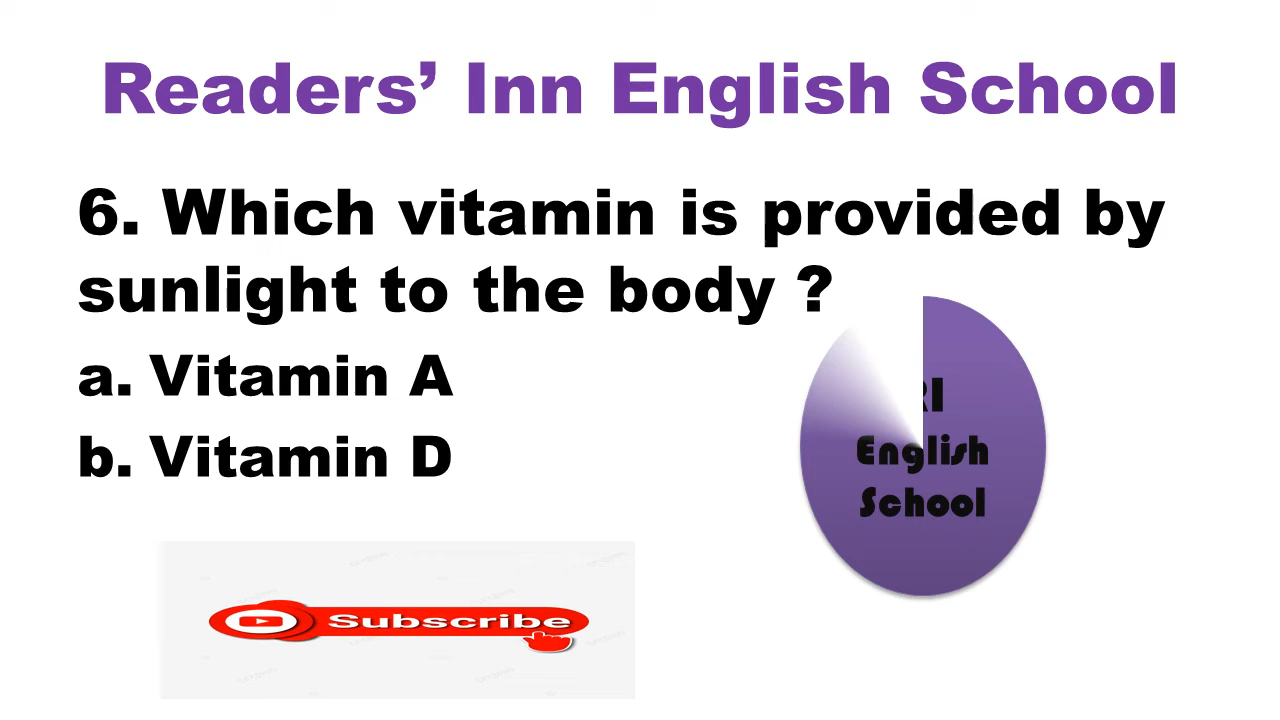 Readers’ Inn English School
6. Which vitamin is provided by
sunlight to the body ?
a. Vitamin A
b. Vitamin D
RI
English
School
Subscribe